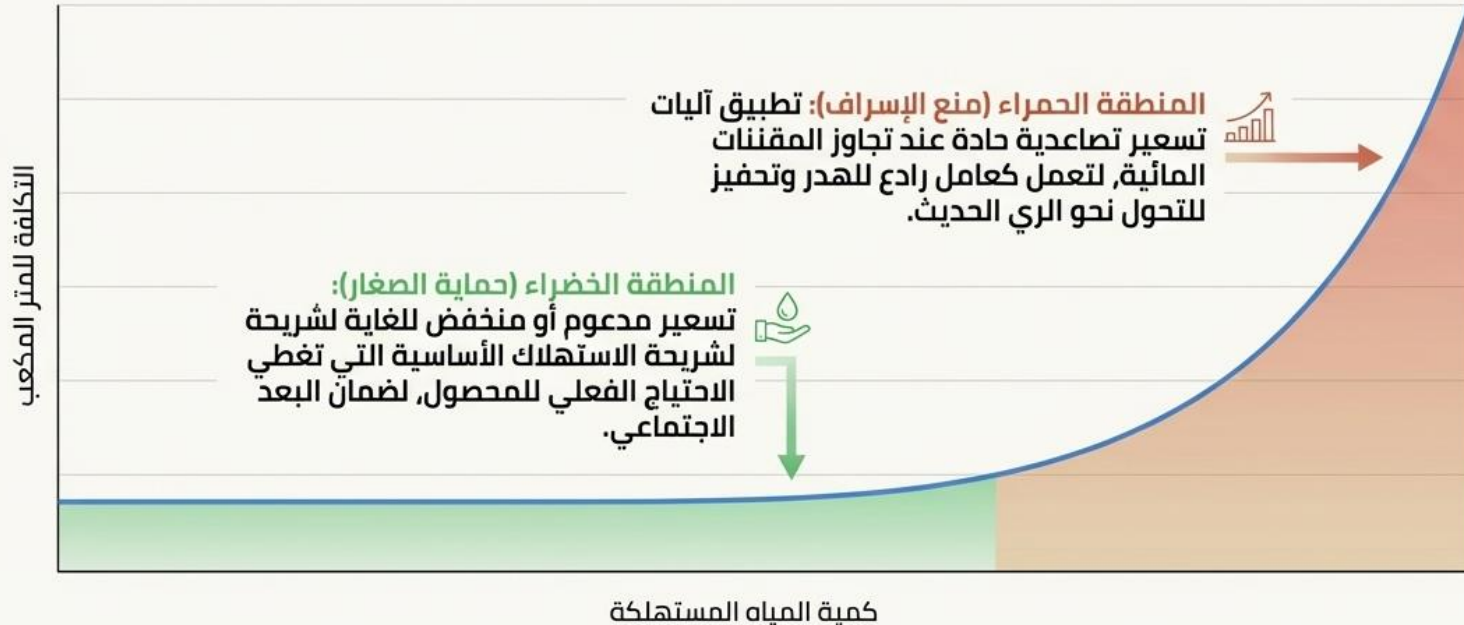 المنطقة الحمراء (منع الإسراف): تطبيق آليات
تسعير تصاعدية حادة عند تجاوز المقننات
المائية, لتعمل كعامل رادع للهدر وتحفيز
للتحول نحو الري الحديث.
المنطقة الخضراء (حماية الصغار):
تسعير مدعوم أو منخفض للغاية لشريحة
لشريحة الاستهلاك الأساسية التي تغطي
الاحتياج الفعلي للمحصول, لضمان البعد
الاجتماعي.
التكلفة للمتر المكعب
كمية المياه المستهلكة